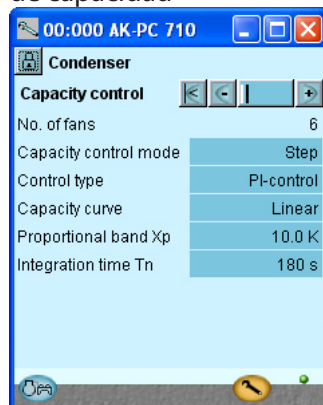 de capacidad
00:000 AK-PC 710
Condenser
Capacity control
No. of fans 6
Capacity control mode Step
Control type PI-control
Capacity curve Linear
Proportional band Xp 10.0 K
Integration time Tn 180 s